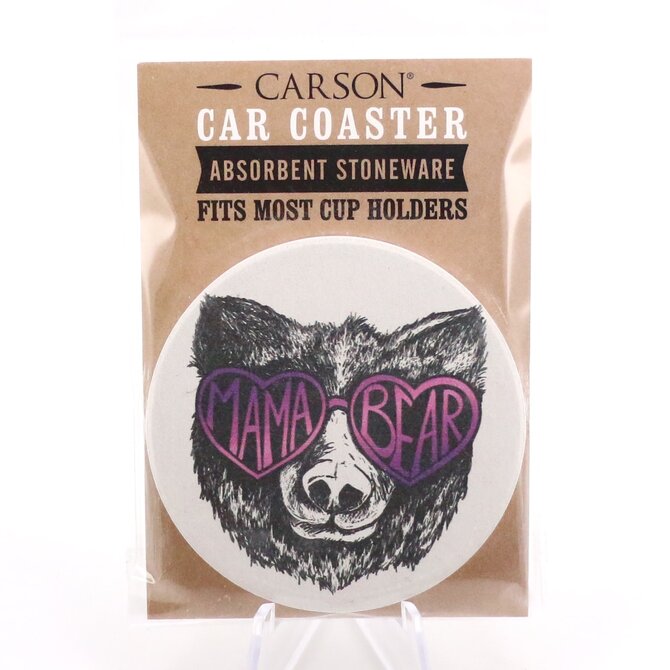 CARSON®
CAR COASTER
ABSORBENT STONEWARE
FITS MOST CUP HOLDERS
MAMA BEAR